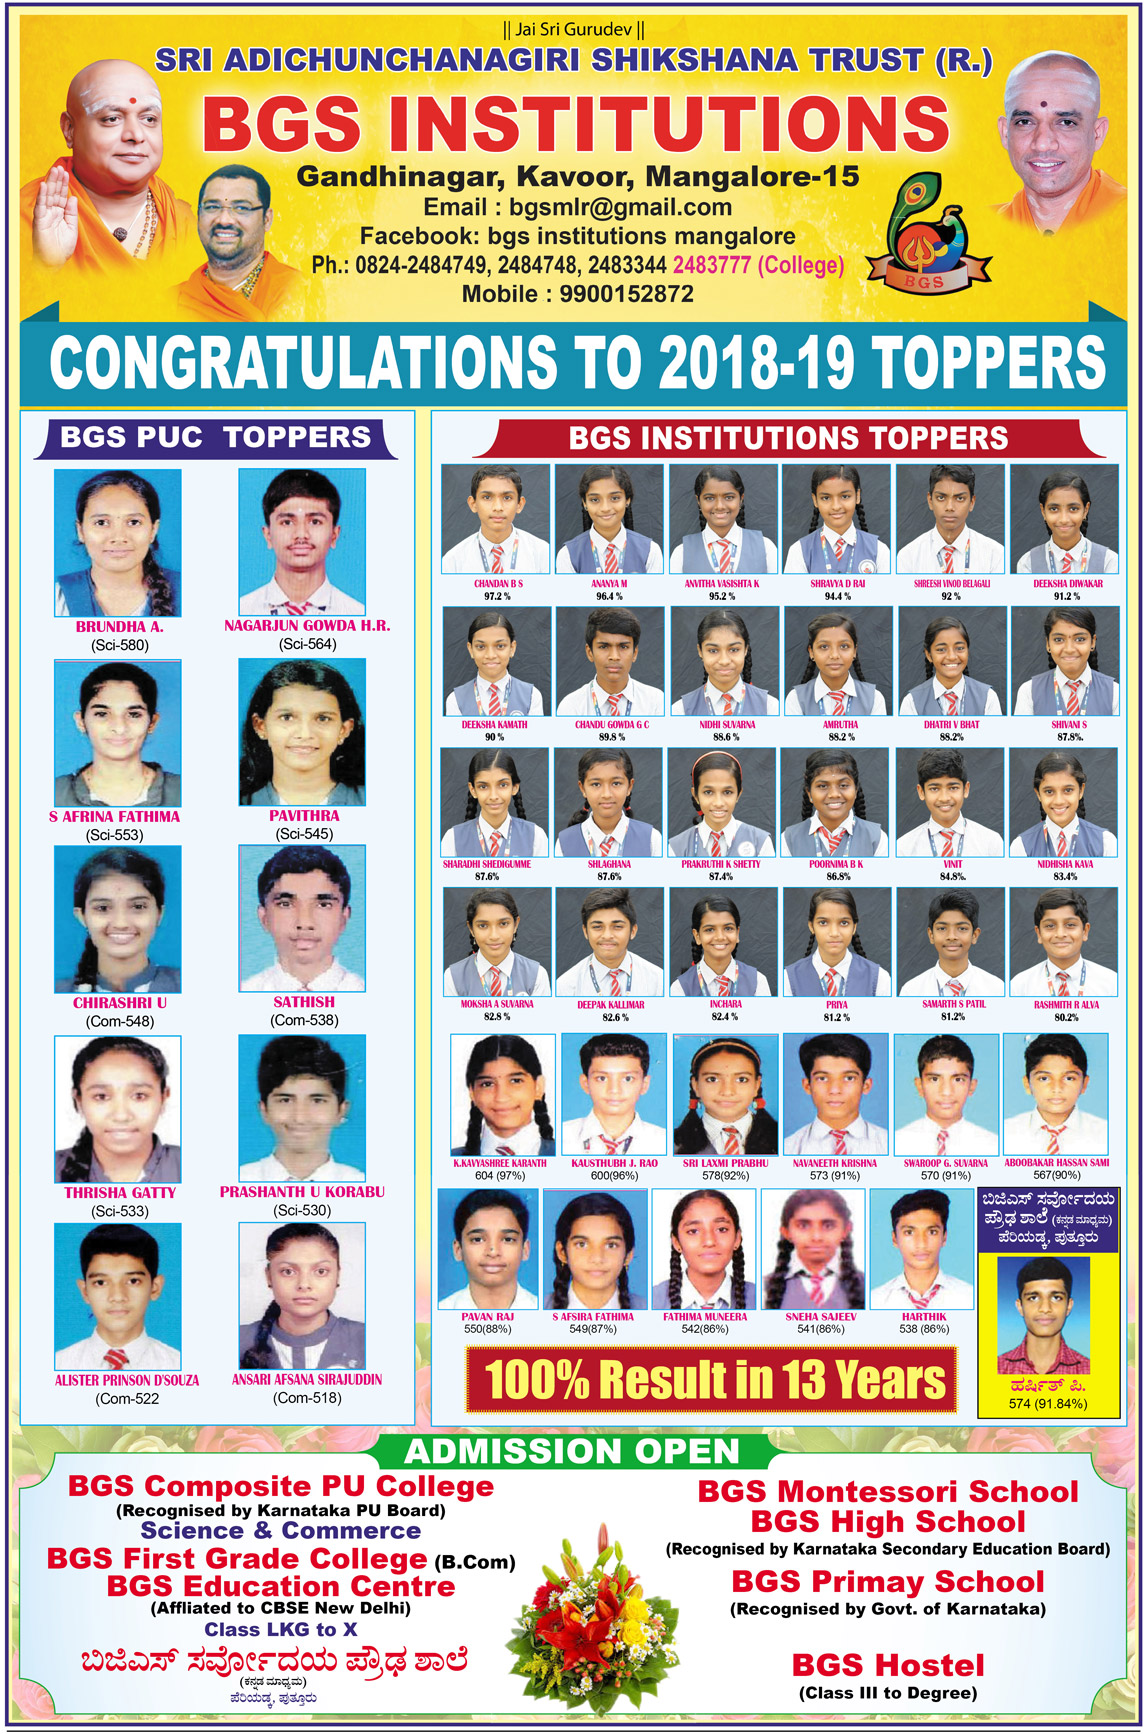 || Jai Sri Gurudev ||
SRI ADICHUNCHANAGIRI SHIKSHANA TRUST (R.)
BGS INSTITUTIONS
Gandhinagar, Kavoor, Mangalore-15
Email : bgsmlr@gmail.com
Facebook: bgs institutions mangalore
Ph.: 0824-2484749, 2484748, 2483344 2483777 (College)
Mobile : 9900152872
BGS
CONGRATULATIONS TO 2018-19 TOPPERS
BGS PUC TOPPERS
BRUNDHA A. NAGARJUN GOWDA H.R.
(Sci-580) (Sci-564)
S AFRINA FATHIMA PAVITHRA
(Sci-553) (Sci-545)
CHIRASHRI U SATHISH
(Com-548) (Com-538)
THRISHA GATTY PRASHANTH U KORABU
(Sci-533) (Sci-530)
ALISTER PRINSON D'SOUZA ANSARI AFSANA SIRAJUDDIN
(Com-522 (Com-518)
BGS INSTITUTIONS TOPPERS
CHANDAN B S ANANYA M ANVITHA VASISHTA K SHRAVYA D RAI SHREESH VINOD BELAGALI DEEKSHA DIWAKAR
97.2 % 96.4 % 95.2 % 94.4 % 92 % 91.2 %
DEEKSHA KAMATH CHANDU GOWDA G C NIDHI SUVARNA AMRUTHA DHATRI V BHAT SHIVANI S
90 % 89.8 % 88.6 % 88.2 % 88.2% 87.8%.
SHARADHI SHEDIGUMME SHLAGHANA PRAKRUTHI K SHETTY POORNIMA B K VINIT NIDHISHA KAVA
87.6% 87.6% 87.4% 86.8% 84.8%. 83.4%
MOKSHA A SUVARNA DEEPAK KALLIMAR INCHARA PRIYA SAMARTH S PATIL RASHMITH R ALVA
82.8 % 82.6 % 82.4 % 81.2 % 81.2% 80.2%
K.KAVYASHREE KARANTH KAUSTHUBH J. RAO SRI LAXMI PRABHU NAVANEETH KRISHNA SWAROOP G. SUVARNA ABOOBAKAR HASSAN SAMI
604 (97%) 600(96%) 578(92%) 573 (91%) 570 (91%) 567(90%)
PAVAN RAJ S AFSIRA FATHIMA FATHIMA MUNEERA SNEHA SAJEEV HARTHIK
550(88%) 549(87%) 542(86%) 541(86%) 538 (86%)
ಬಿಜಿಎಸ್ ಸರ್ವೋದಯ
ಪ್ರೌಢ ಶಾಲೆ (ಕನ್ನಡ ಮಾಧ್ಯಮ)
ಪೆರಿಯಡ್ಕ, ಪುತ್ತೂರು
ಹರ್ಷಿತ್ ಪಿ.
574 (91.84%)
100% Result in 13 Years
ADMISSION OPEN
BGS Composite PU College
(Recognised by Karnataka PU Board)
Science & Commerce
BGS First Grade College (B.Com)
BGS Education Centre
(Affliated to CBSE New Delhi)
Class LKG to X
ಬಿಜಿಎಸ್ ಸರ್ವೋದಯ ಪ್ರೌಢ ಶಾಲೆ
(ಕನ್ನಡ ಮಾಧ್ಯಮ)
ಪೆರಿಯಡ್ಕ, ಪುತ್ತೂರು
BGS Montessori School
BGS High School
(Recognised by Karnataka Secondary Education Board)
BGS Primay School
(Recognised by Govt. of Karnataka)
BGS Hostel
(Class III to Degree)